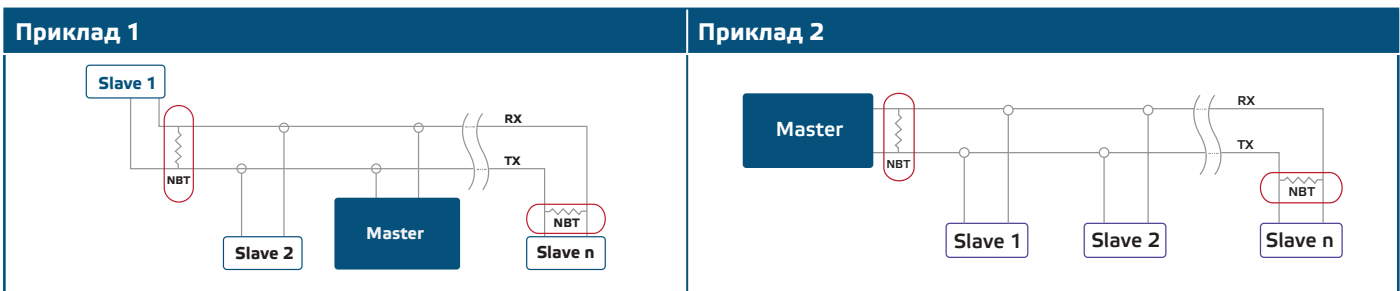 Приклад 1
Slave 1
RX
TX
NBT
NBT
Slave 2
Master
Slave n
Приклад 2
Master
RX
TX
NBT
NBT
Slave 1
Slave 2
Slave n